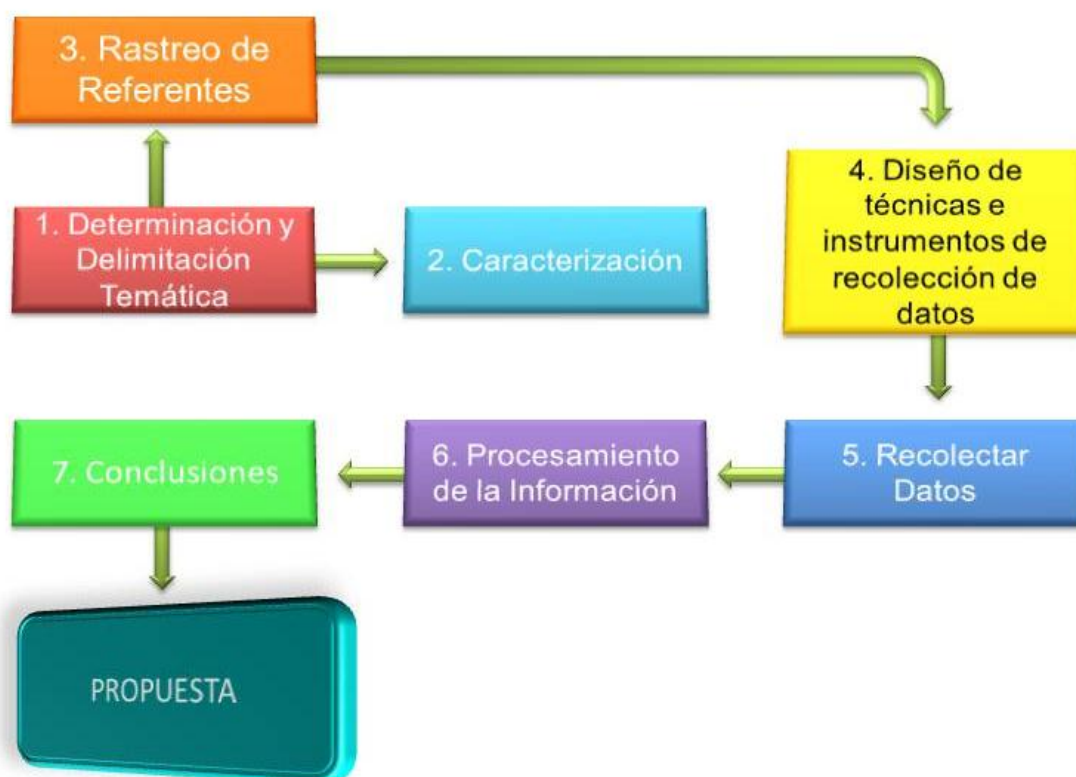 3. Rastreo de
Referentes
1. Determinación y
Delimitación
Temática
2. Caracterización
4. Diseño de
técnicas e
instrumentos de
recolección de
datos
5. Recolectar
Datos
6. Procesamiento
de la Información
7. Conclusiones
PROPUESTA